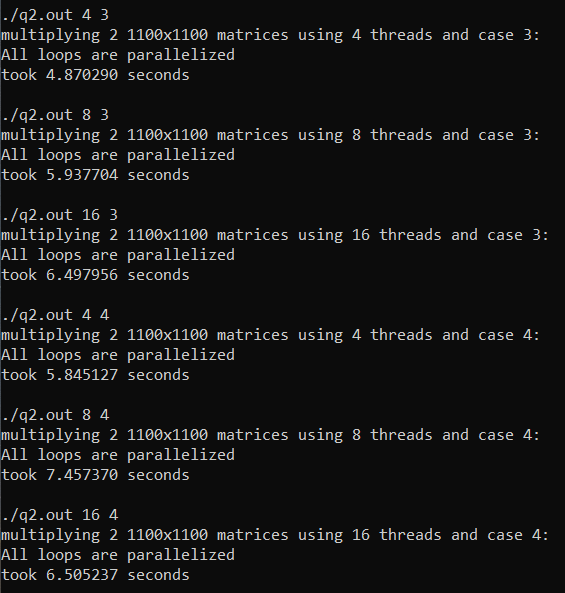 ./q2.out 4 3
multiplying 2 1100x1100 matrices using 4 threads and case 3:
All loops are parallelized
took 4.870290 seconds
./q2.out 8 3
multiplying 2 1100x1100 matrices using 8 threads and case 3:
All loops are parallelized
took 5.937704 seconds
./q2.out 16 3
multiplying 2 1100x1100 matrices using 16 threads and case 3:
All loops are parallelized
took 6.497956 seconds
./q2.out 4 4
multiplying 2 1100x1100 matrices using 4 threads and case 4:
All loops are parallelized
took 5.845127 seconds
./q2.out 8 4
multiplying 2 1100x1100 matrices using 8 threads and case 4:
All loops are parallelized
took 7.457370 seconds
./q2.out 16 4
multiplying 2 1100x1100 matrices using 16 threads and case 4:
All loops are parallelized
took 6.505237 seconds